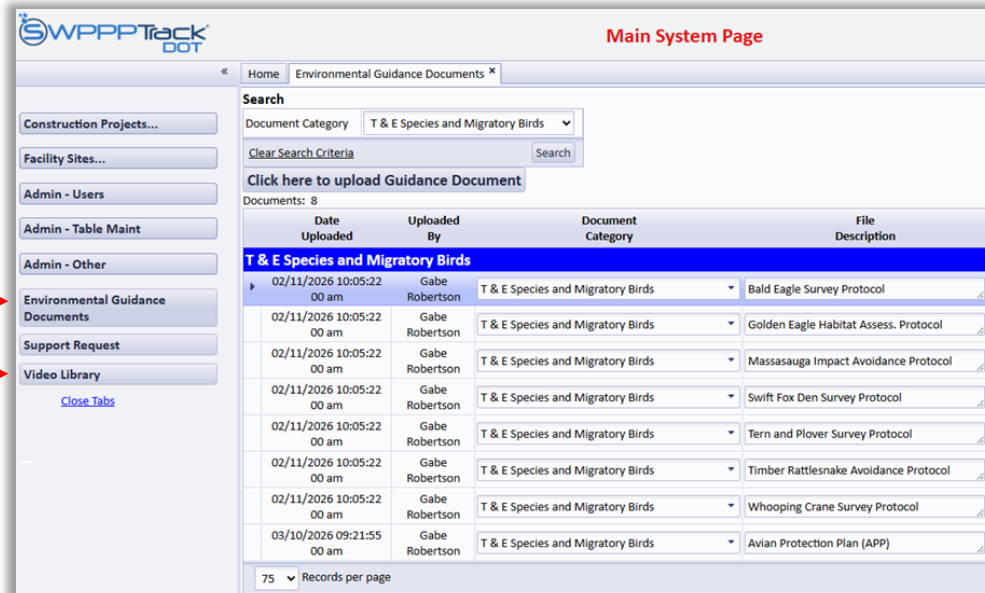 SWPPPTrack
DOT
Main System Page
«
Home Environmental Guidance Documents x
Construction Projects...
Facility Sites...
Admin - Users
Admin - Table Maint
Admin - Other
Environmental Guidance
Documents
Support Request
Video Library
Close Tabs
Search
Document Category T & E Species and Migratory Birds
Clear Search Criteria Search
Click here to upload Guidance Document
Documents: 8
Date Uploaded Uploaded By Document Category File Description
T & E Species and Migratory Birds
02/11/2026 10:05:22 00 am Gabe Robertson T & E Species and Migratory Birds Bald Eagle Survey Protocol
02/11/2026 10:05:22 00 am Gabe Robertson T & E Species and Migratory Birds Golden Eagle Habitat Assess. Protocol
02/11/2026 10:05:22 00 am Gabe Robertson T & E Species and Migratory Birds Massasauga Impact Avoidance Protocol
02/11/2026 10:05:22 00 am Gabe Robertson T & E Species and Migratory Birds Swift Fox Den Survey Protocol
02/11/2026 10:05:22 00 am Gabe Robertson T & E Species and Migratory Birds Tern and Plover Survey Protocol
02/11/2026 10:05:22 00 am Gabe Robertson T & E Species and Migratory Birds Timber Rattlesnake Avoidance Protocol
02/11/2026 10:05:22 00 am Gabe Robertson T & E Species and Migratory Birds Whooping Crane Survey Protocol
03/10/2026 09:21:55 00 am Gabe Robertson T & E Species and Migratory Birds Avian Protection Plan (APP)
75 Records per page